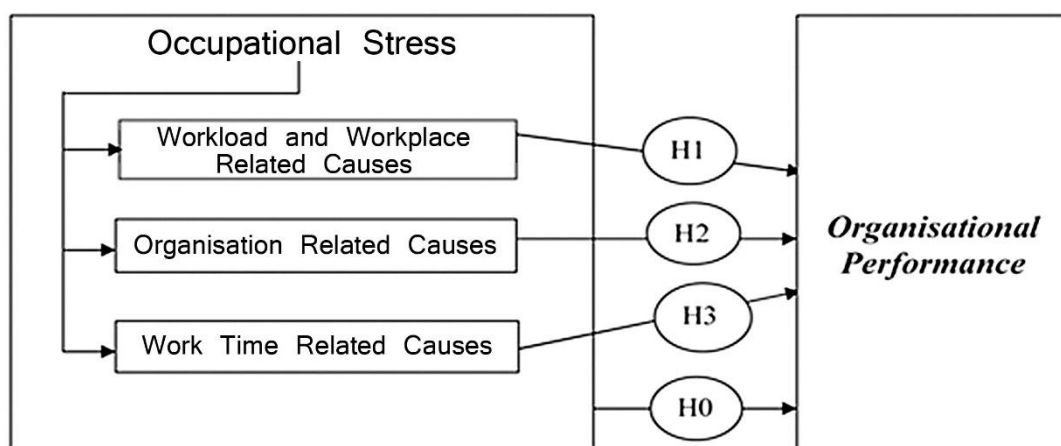 Occupational Stress
Workload and Workplace
Related Causes
Organisation Related Causes
Work Time Related Causes
H1
H2
H3
H0
Organisational
Performance